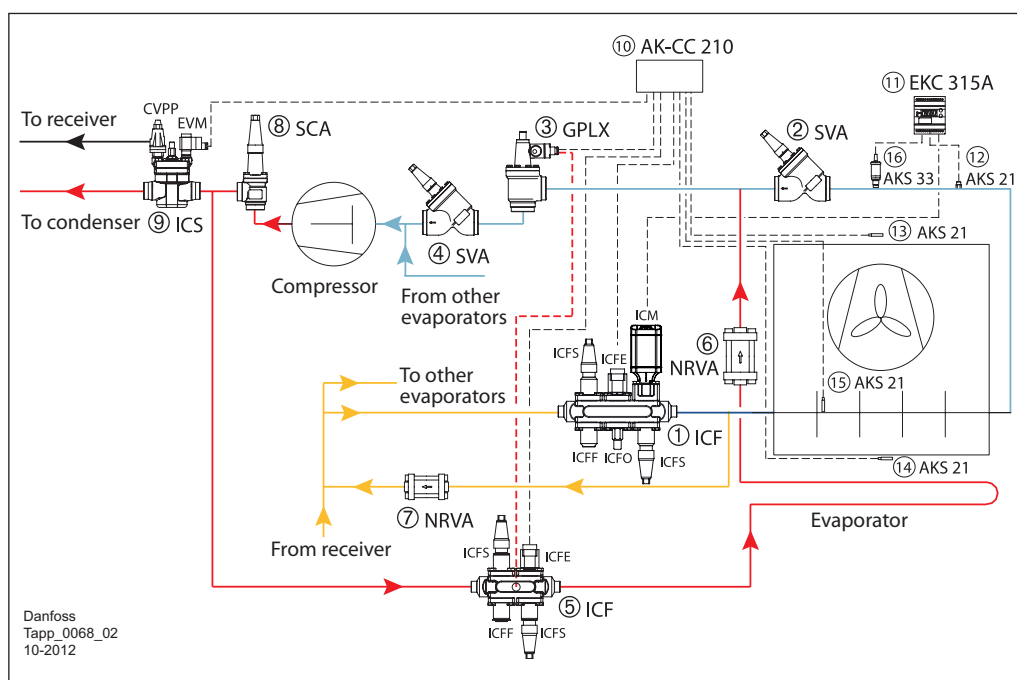 ⑩ AK-CC 210
⑪ EKC 315A
CVPP
EVM
To receiver
⑧ SCA
③ GPLX
② SVA
⑯
AKS 33
⑫
AKS 21
To condenser
⑨ ICS
④ SVA
⑬ AKS 21
Compressor
From other
evaporators
ICM
ICFS
ICFE
⑥
NRVA
To other
evaporators
⑮ AKS 21
① ICF
ICFF
ICFO
ICFS
⑭ AKS 21
⑦ NRVA
Evaporator
From receiver
ICFS
ICFE
⑤ ICF
ICFF
ICFS
Danfoss
Tapp_0068_02
10-2012